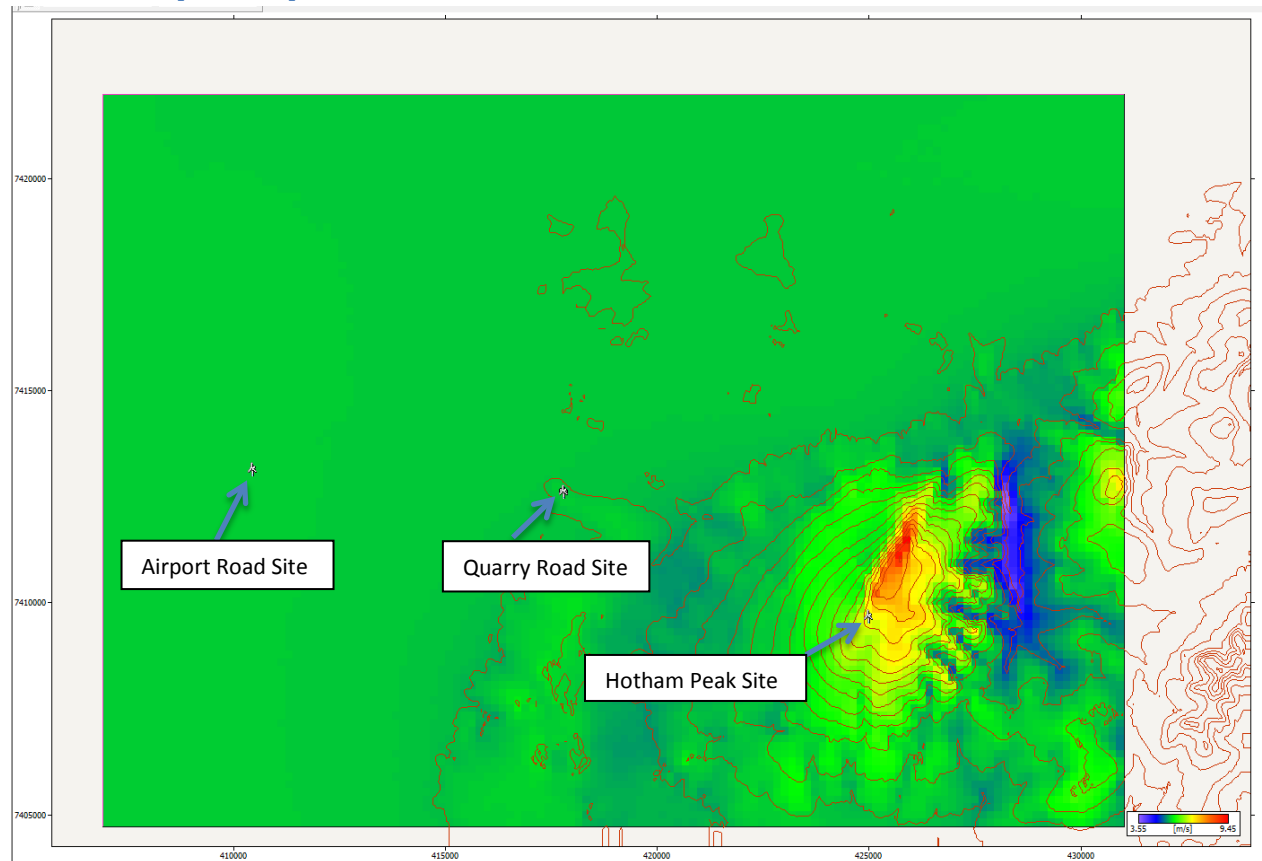 7420000
7415000
Airport Road Site
Quarry Road Site
7410000
Hotham Peak Site
7405000
3.55 [m/s] 9.45
410000 415000 420000 425000 430000